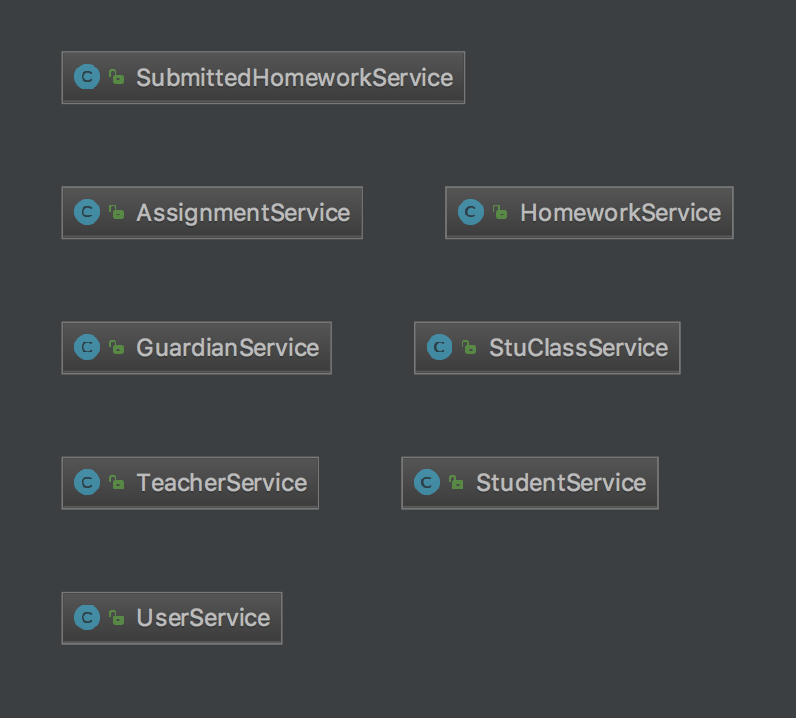 C SubmittedHomeworkService
C AssignmentService
C HomeworkService
C GuardianService
C StuClassService
C TeacherService
C StudentService
C UserService